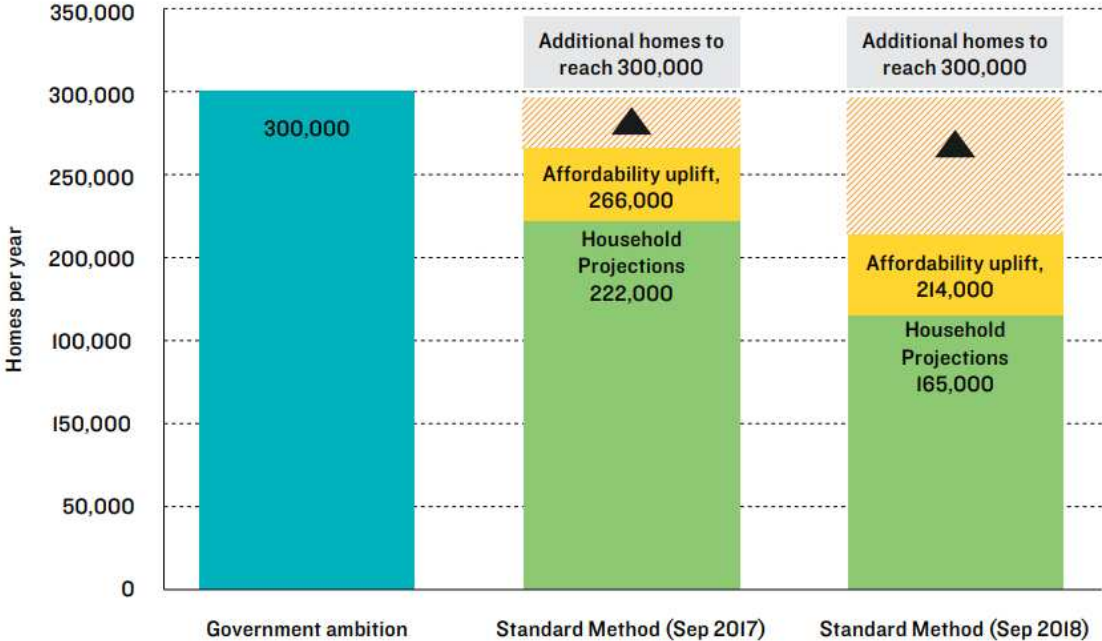 350,000
300,000
250,000
200,000
100,000
150,000
50,000
0
Homes per year
300,000
Additional homes to
reach 300,000
Affordability uplift,
266,000
Household
Projections
222,000
Additional homes to
reach 300,000
Affordability uplift,
214,000
Household
Projections
165,000
Government ambition
Standard Method (Sep 2017)
Standard Method (Sep 2018)